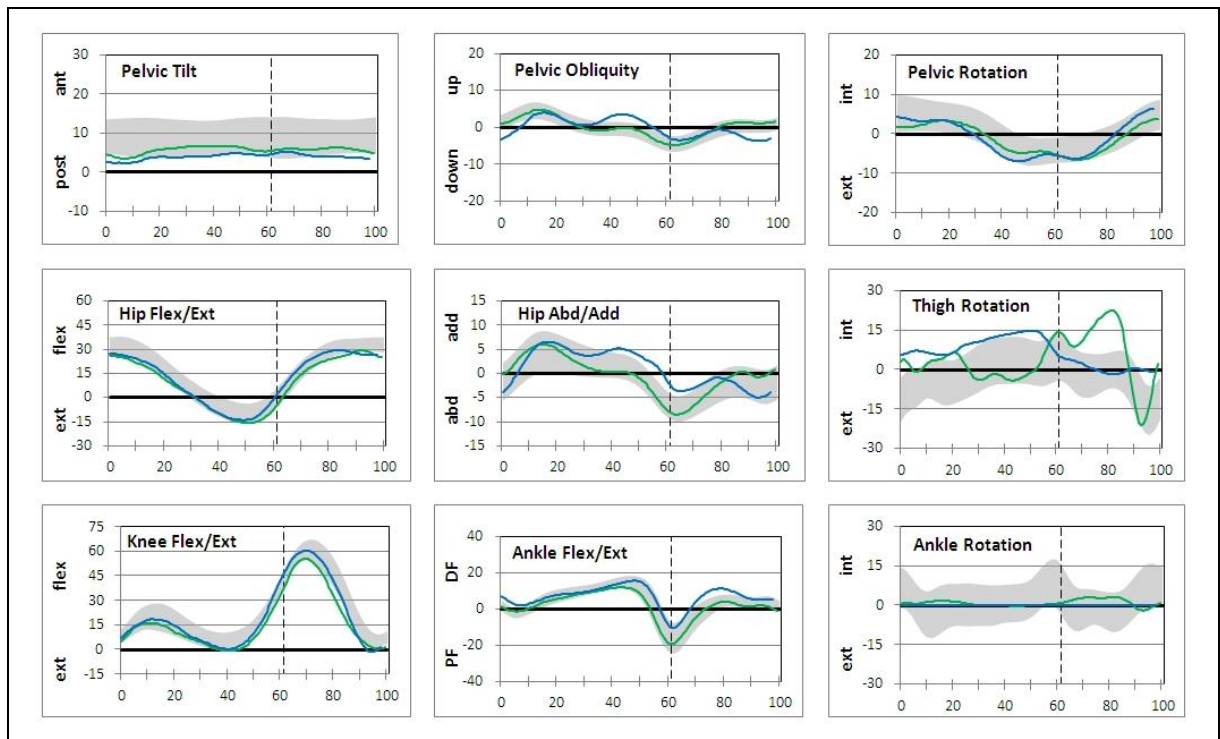 Pelvic Tilt
ant
post
30
20
10
0
-10
0 20 40 60 80 100
Pelvic Obliquity
up
down
20
10
0
-10
-20
0 20 40 60 80 100
Pelvic Rotation
int
ext
20
10
0
-10
-20
0 20 40 60 80 100
Hip Flex/Ext
flex
ext
60
45
30
15
0
-15
-30
0 20 40 60 80 100
Hip Abd/Add
add
abd
15
10
5
0
-5
-10
-15
0 20 40 60 80 100
Thigh Rotation
int
ext
30
15
0
-15
-30
0 20 40 60 80 100
Knee Flex/Ext
flex
ext
75
60
45
30
15
0
-15
0 20 40 60 80 100
Ankle Flex/Ext
DF
PF
40
20
0
-20
-40
0 20 40 60 80 100
Ankle Rotation
int
ext
30
15
0
-15
-30
0 20 40 60 80 100